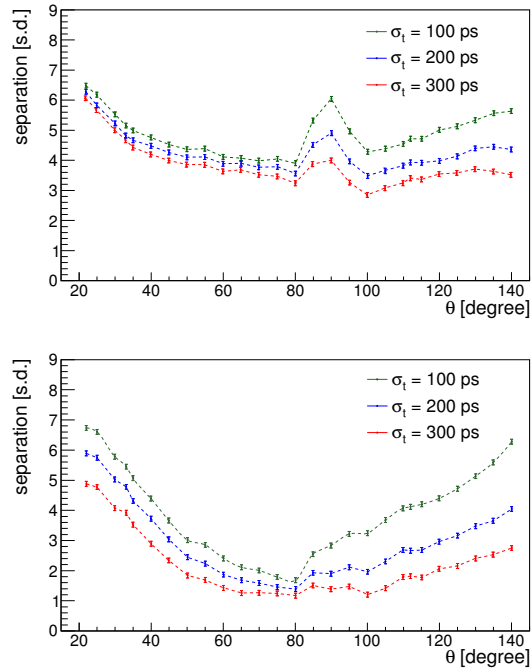 separation [s.d.]
9
8
7
6
5
4
3
2
1
0
σt = 100 ps
σt = 200 ps
σt = 300 ps
20 40 60 80 100 120 140
θ [degree]
separation [s.d.]
9
8
7
6
5
4
3
2
1
0
σt = 100 ps
σt = 200 ps
σt = 300 ps
20 40 60 80 100 120 140
θ [degree]